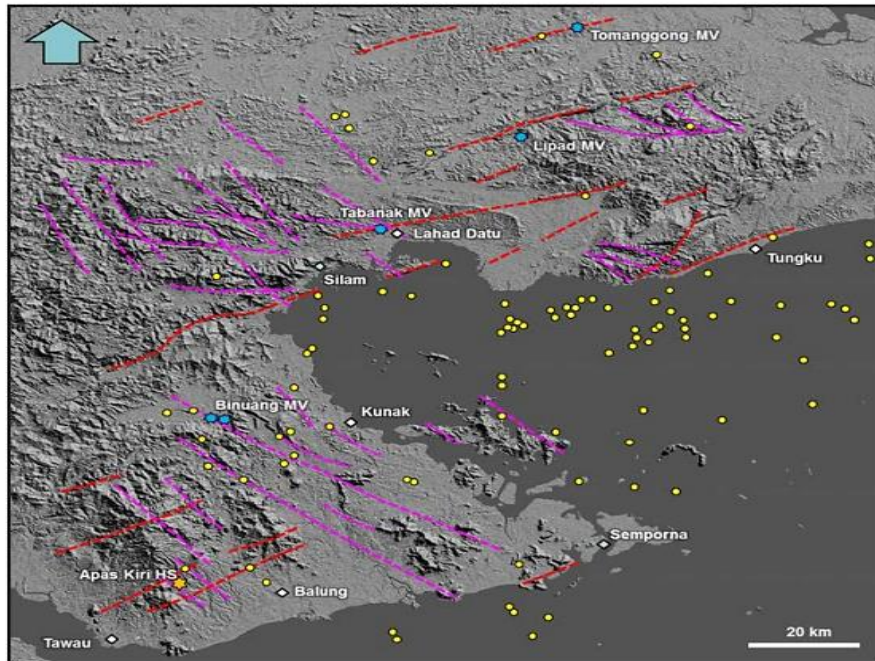 Tomanggong MV
Lipad MV
Tabanak MV
Lahad Datu
Tungku
Silam
Binuang MV
Kunak
Semporna
Apas Kiri HS
Balung
Tawau
20 km